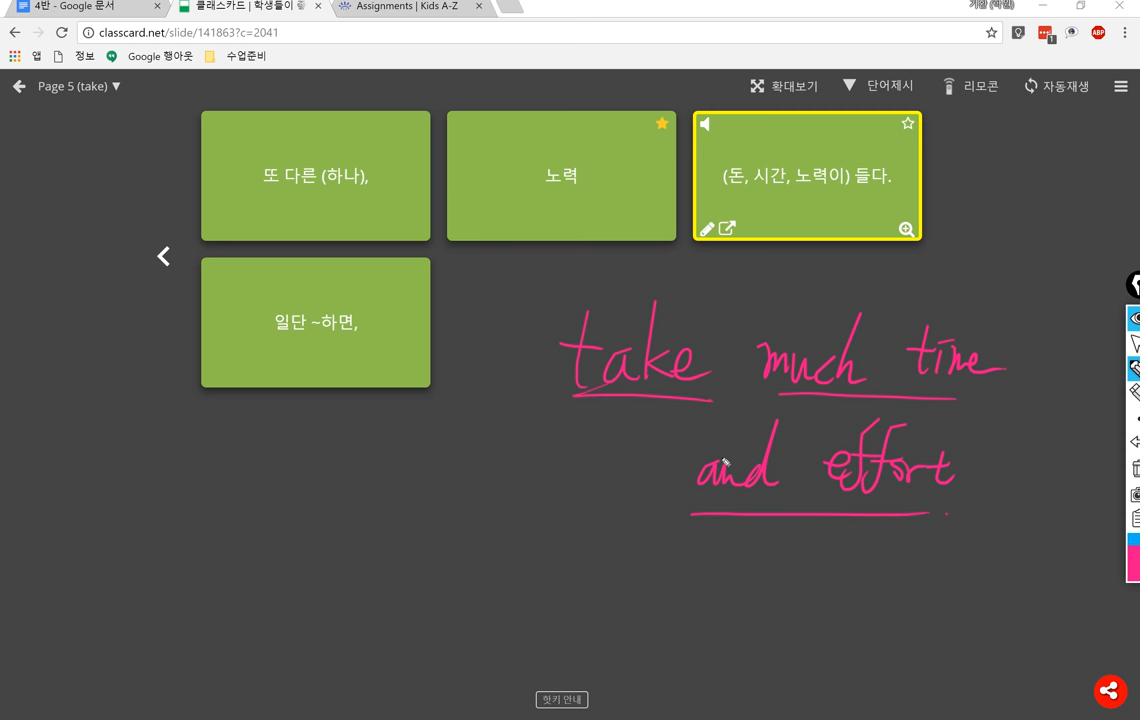 4반 - Google 문서
클래스카드 | 학생들이
Assignments | Kids A-Z
classcard.net/slide/141863?c=2041
1
ABP
앱 정보 Google 행아웃 수업준비
Page 5 (take) ▼ 확대보기 단어제시 리모콘 자동재생
또 다른 (하나),
노력
(돈, 시간, 노력이) 들다.
일단 ~하면,
take much time
and effort
핫키 안내